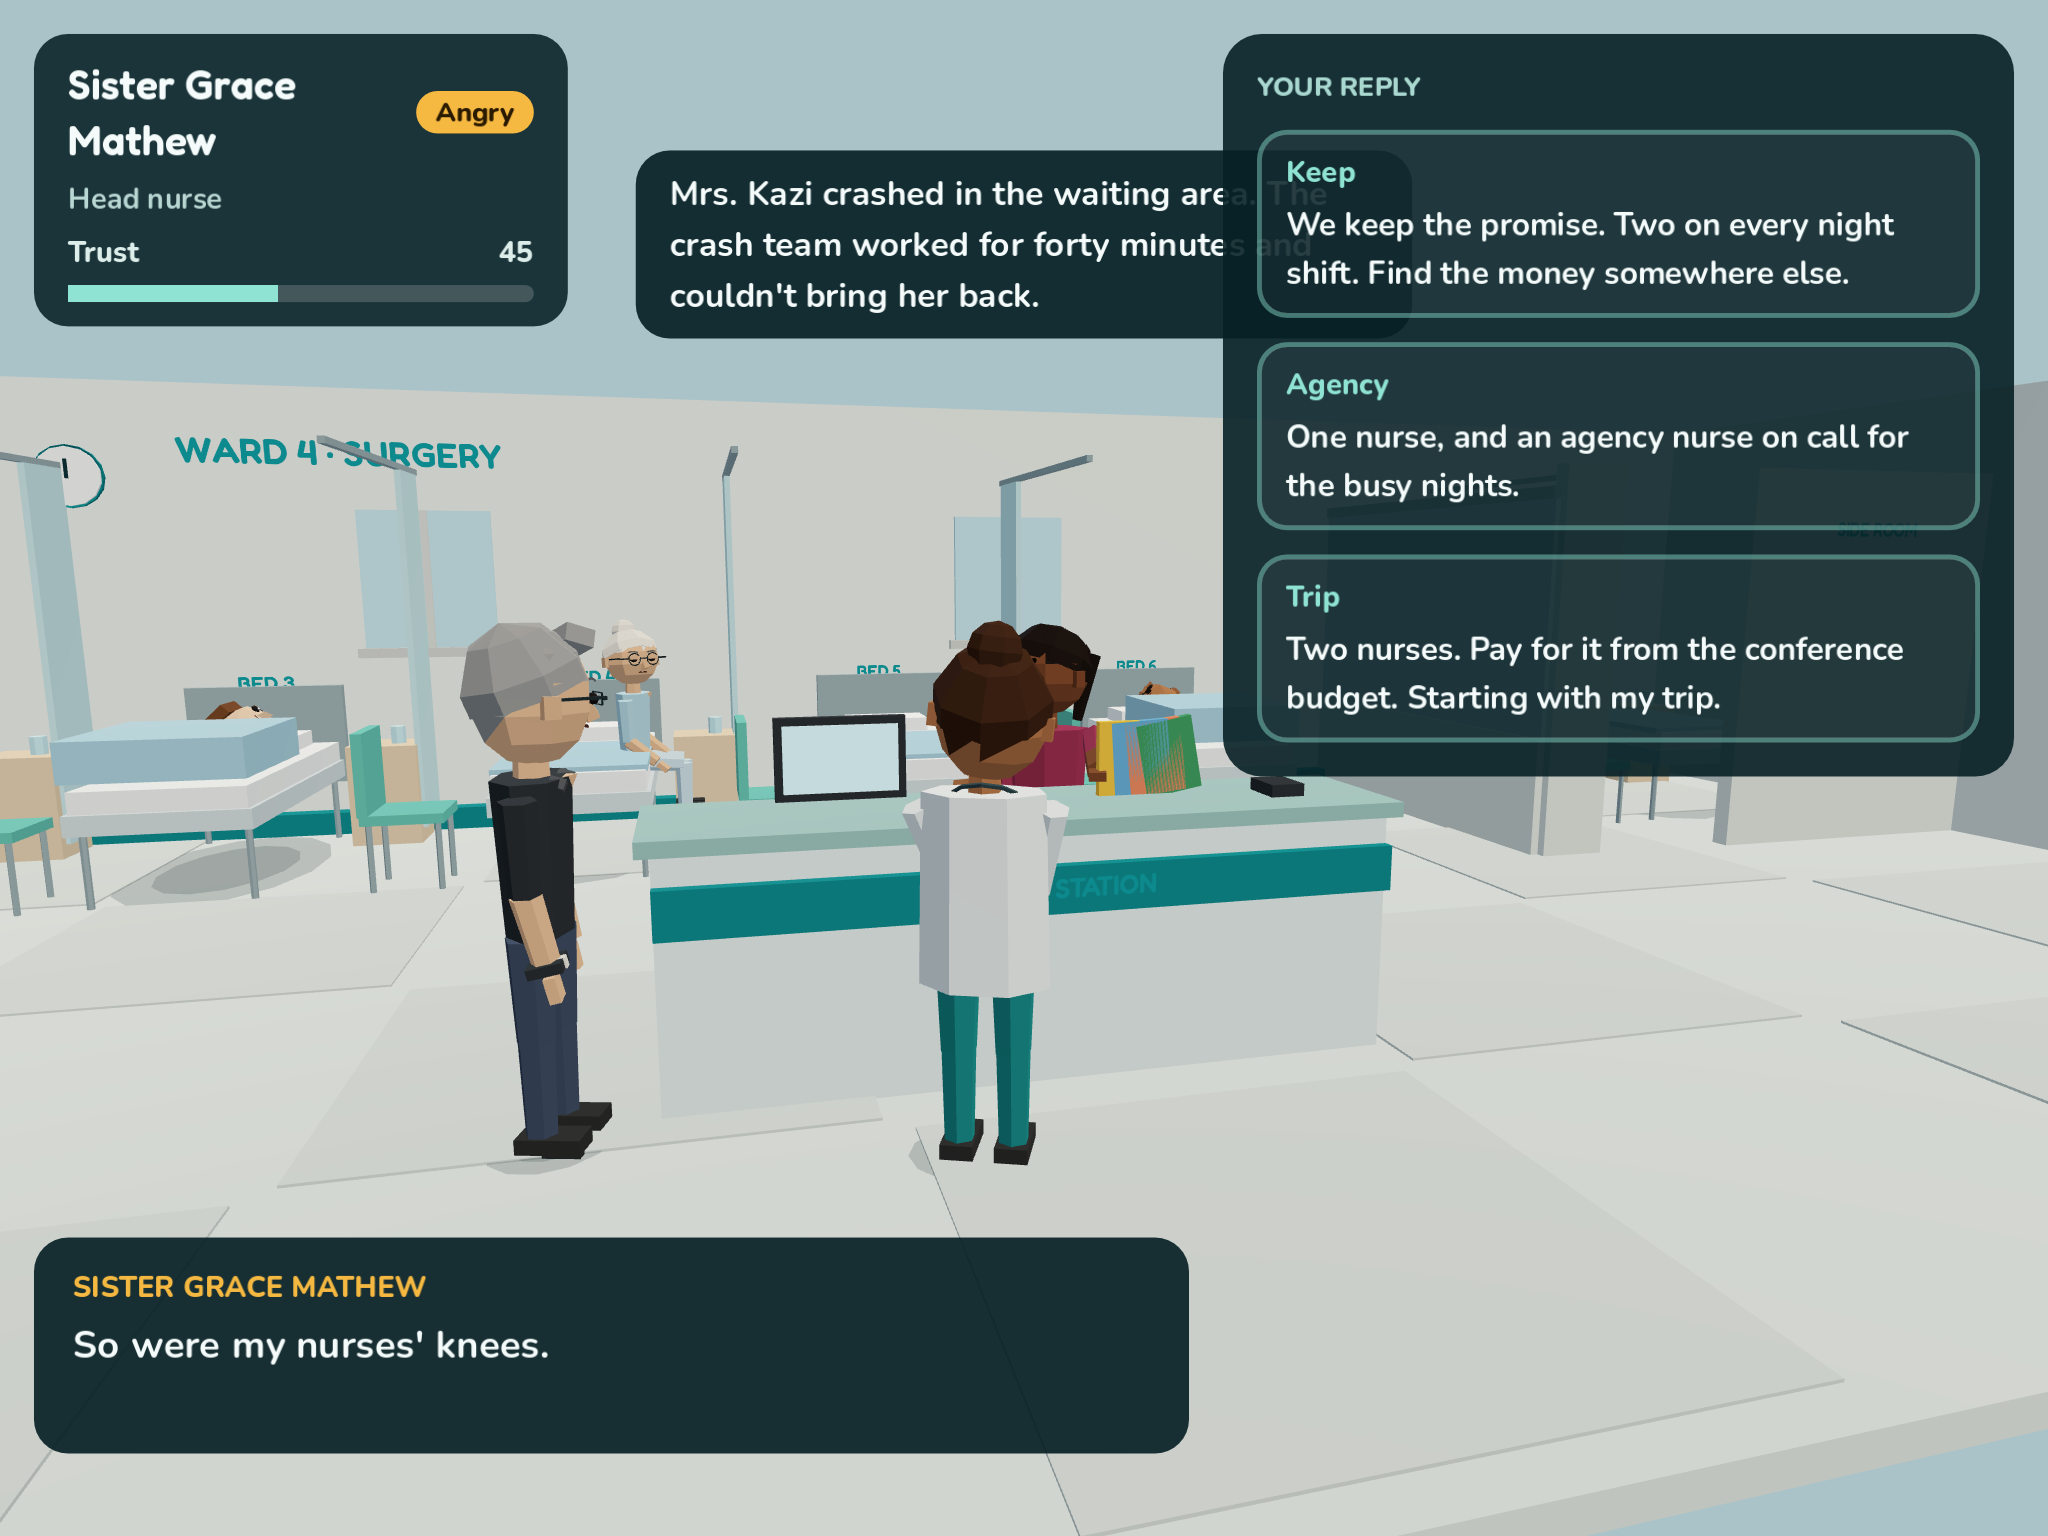 Sister Grace
Mathew
Angry
Head nurse
Trust 45
Mrs. Kazi crashed in the waiting area. The
crash team worked for forty minutes and
couldn't bring her back.
YOUR REPLY
Keep
We keep the promise. Two on every night
shift. Find the money somewhere else.
Agency
One nurse, and an agency nurse on call for
the busy nights.
Trip
Two nurses. Pay for it from the conference
budget. Starting with my trip.
WARD 4 · SURGERY
SIDE ROOM
BED 3
BED 5
BED 6
STATION
SISTER GRACE MATHEW
So were my nurses' knees.